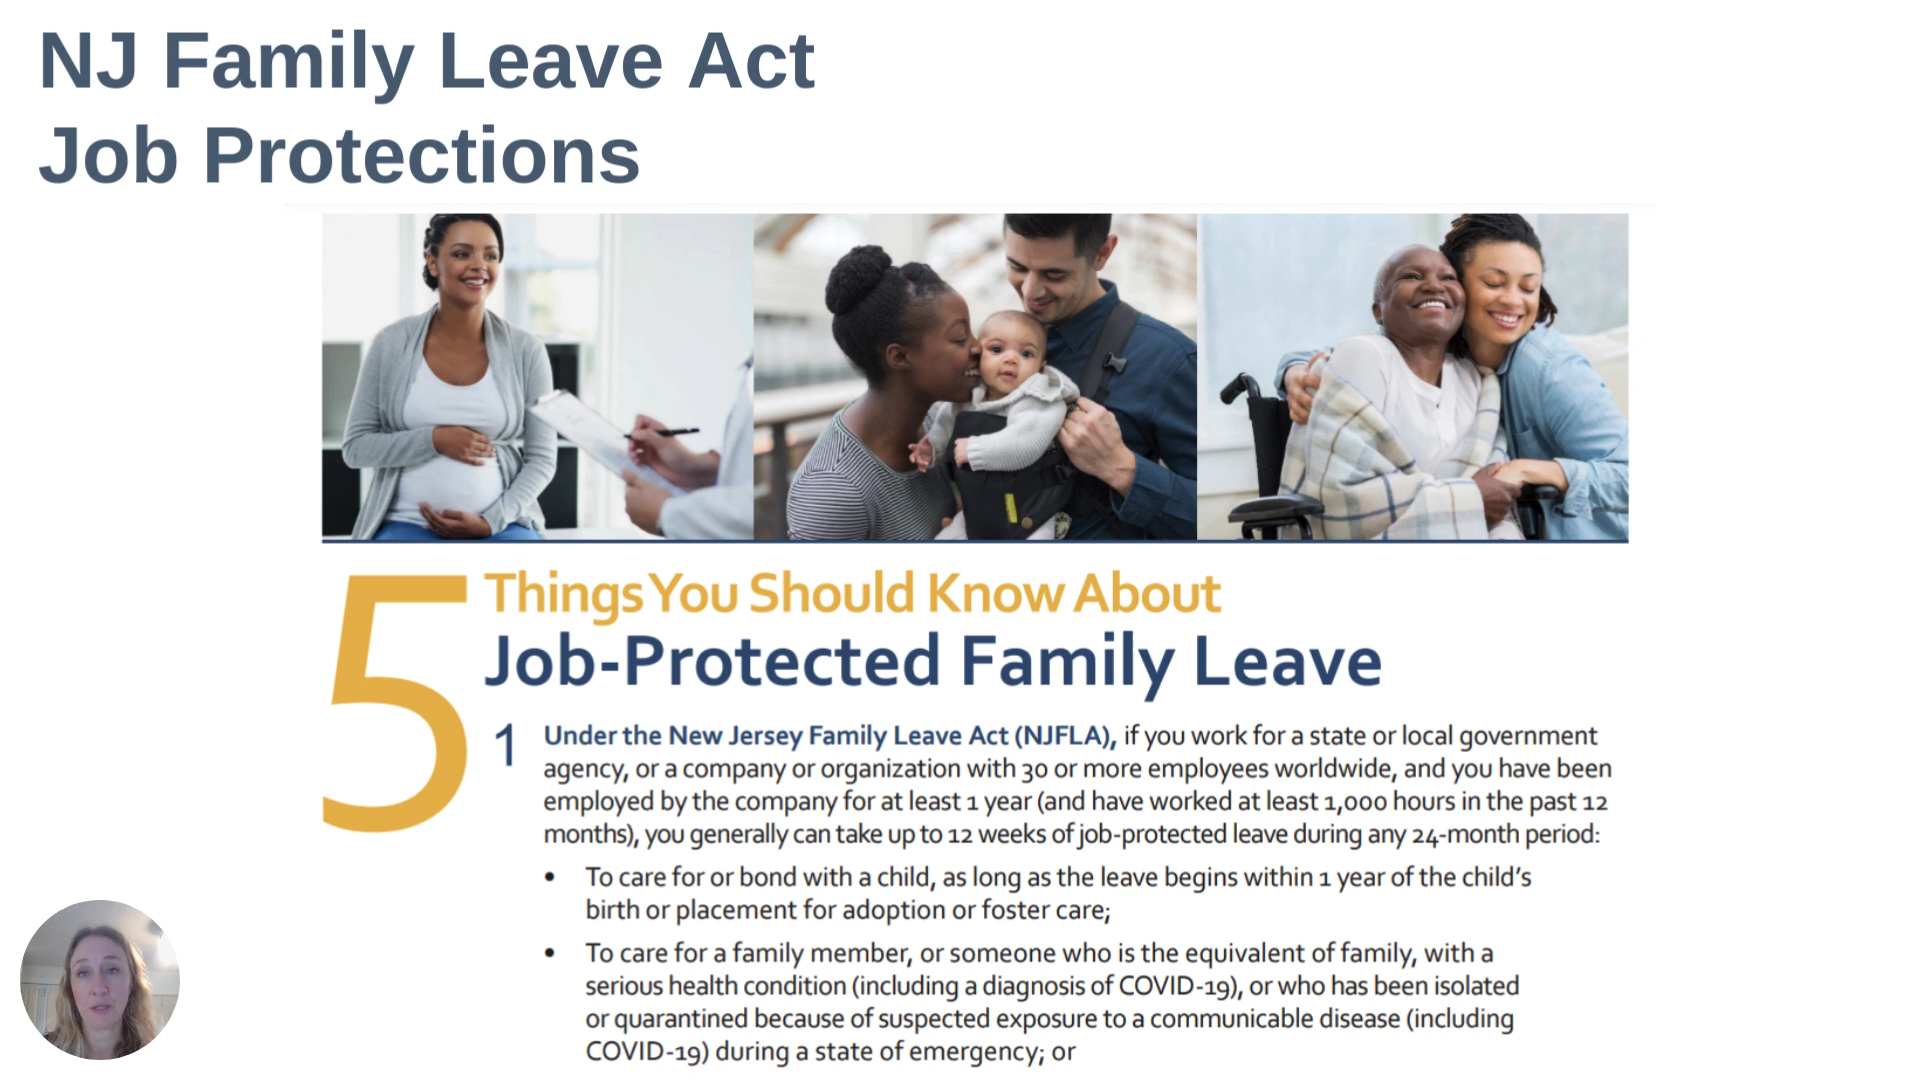 NJ Family Leave Act
Job Protections
5
Things You Should Know About
Job-Protected Family Leave
1
Under the New Jersey Family Leave Act (NJFLA), if you work for a state or local government
agency, or a company or organization with 30 or more employees worldwide, and you have been
employed by the company for at least 1 year (and have worked at least 1,000 hours in the past 12
months), you generally can take up to 12 weeks of job-protected leave during any 24-month period:
• To care for or bond with a child, as long as the leave begins within 1 year of the child’s
birth or placement for adoption or foster care;
• To care for a family member, or someone who is the equivalent of family, with a
serious health condition (including a diagnosis of COVID-19), or who has been isolated
or quarantined because of suspected exposure to a communicable disease (including
COVID-19) during a state of emergency; or